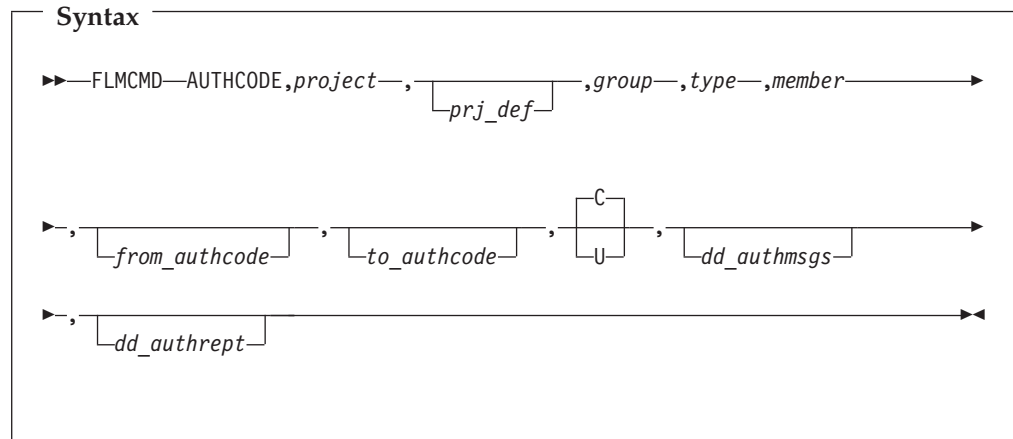 Syntax
FLMCMD AUTHCODE,project , prj_def ,group ,type ,member
, from_authcode , to_authcode , C U , dd_authmsgs
, dd_authrept